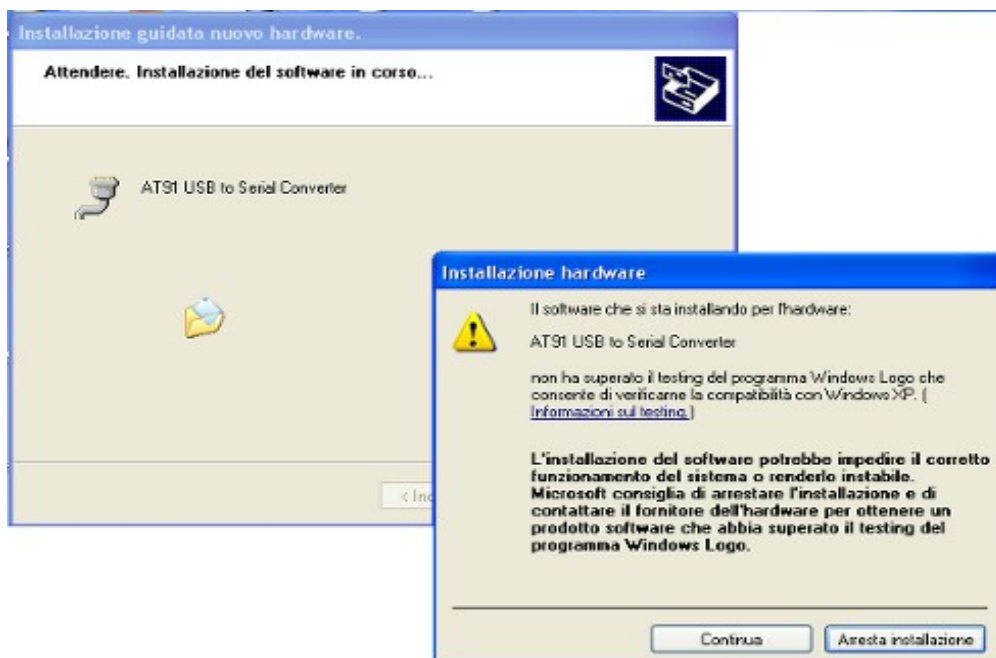 Installazione guidata nuovo hardware.
Attendere. Installazione del software in corso...
AT91 USB to Serial Converter
< Ind
Installazione hardware
Il software che si sta installando per l'hardware:
AT91 USB to Serial Converter
non ha superato il testing del programma Windows Logo che
consente di verificarne la compatibilità con Windows XP. (
Informazioni sul testing.)
L'installazione del software potrebbe impedire il corretto
funzionamento del sistema o renderlo instabile.
Microsoft consiglia di arrestare l'installazione e di
contattare il fornitore dell'hardware per ottenere un
prodotto software che abbia superato il testing del
programma Windows Logo.
Continua
Arresta installazione